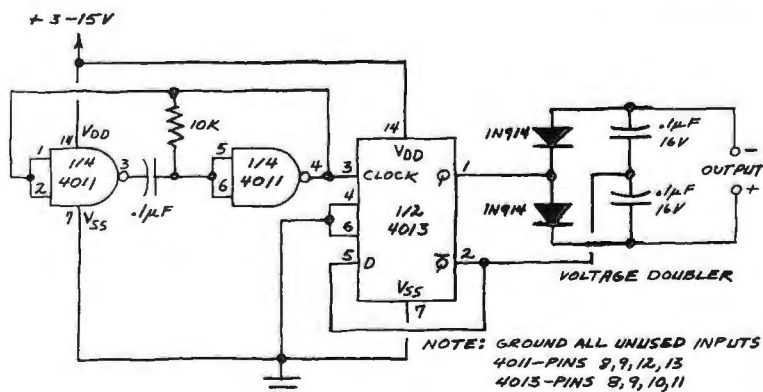 +3-15V
10K
14 VDD
1
2
1/4
4011
3
7 VSS
.1µF
5
6
1/4
4011
4
14
VDD
3 CLOCK
Q 1
4
6
1/2
4013
5 D
Q̅ 2
VSS
7
1N914
1N914
.1µF
16V
.1µF
16V
-
OUTPUT
+
VOLTAGE DOUBLER
NOTE: GROUND ALL UNUSED INPUTS
4011-PINS 8,9,12,13
4013-PINS 8,9,10,11